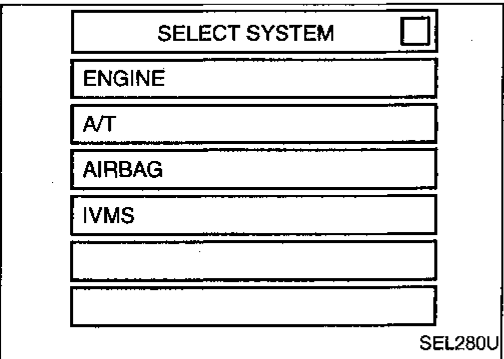 SELECT SYSTEM
ENGINE
A/T
AIRBAG
IVMS
SEL280U